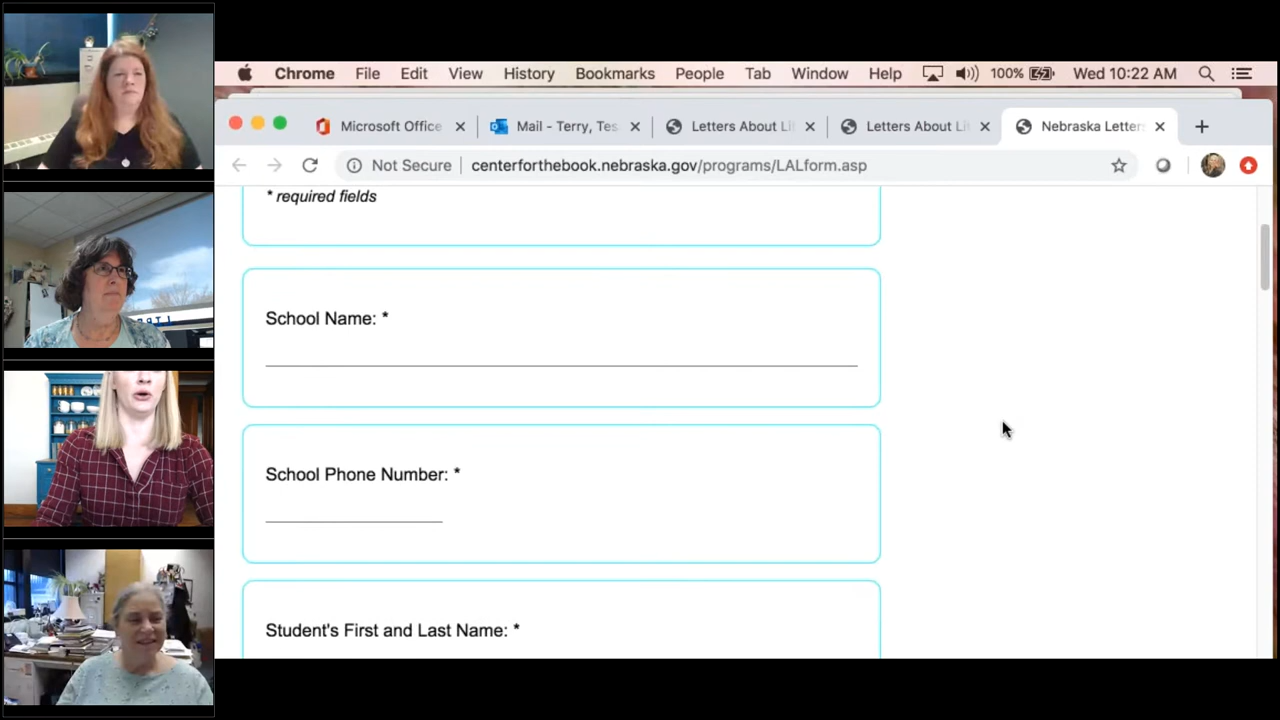 Chrome File Edit View History Bookmarks People Tab Window Help 100% Wed 10:22 AM
Microsoft Office
Mail - Terry, Tes
Letters About Li
Letters About Li
Nebraska Letter
Not Secure centerforthebook.nebraska.gov/programs/LALform.asp
* required fields
School Name: *
School Phone Number: *
Student's First and Last Name: *